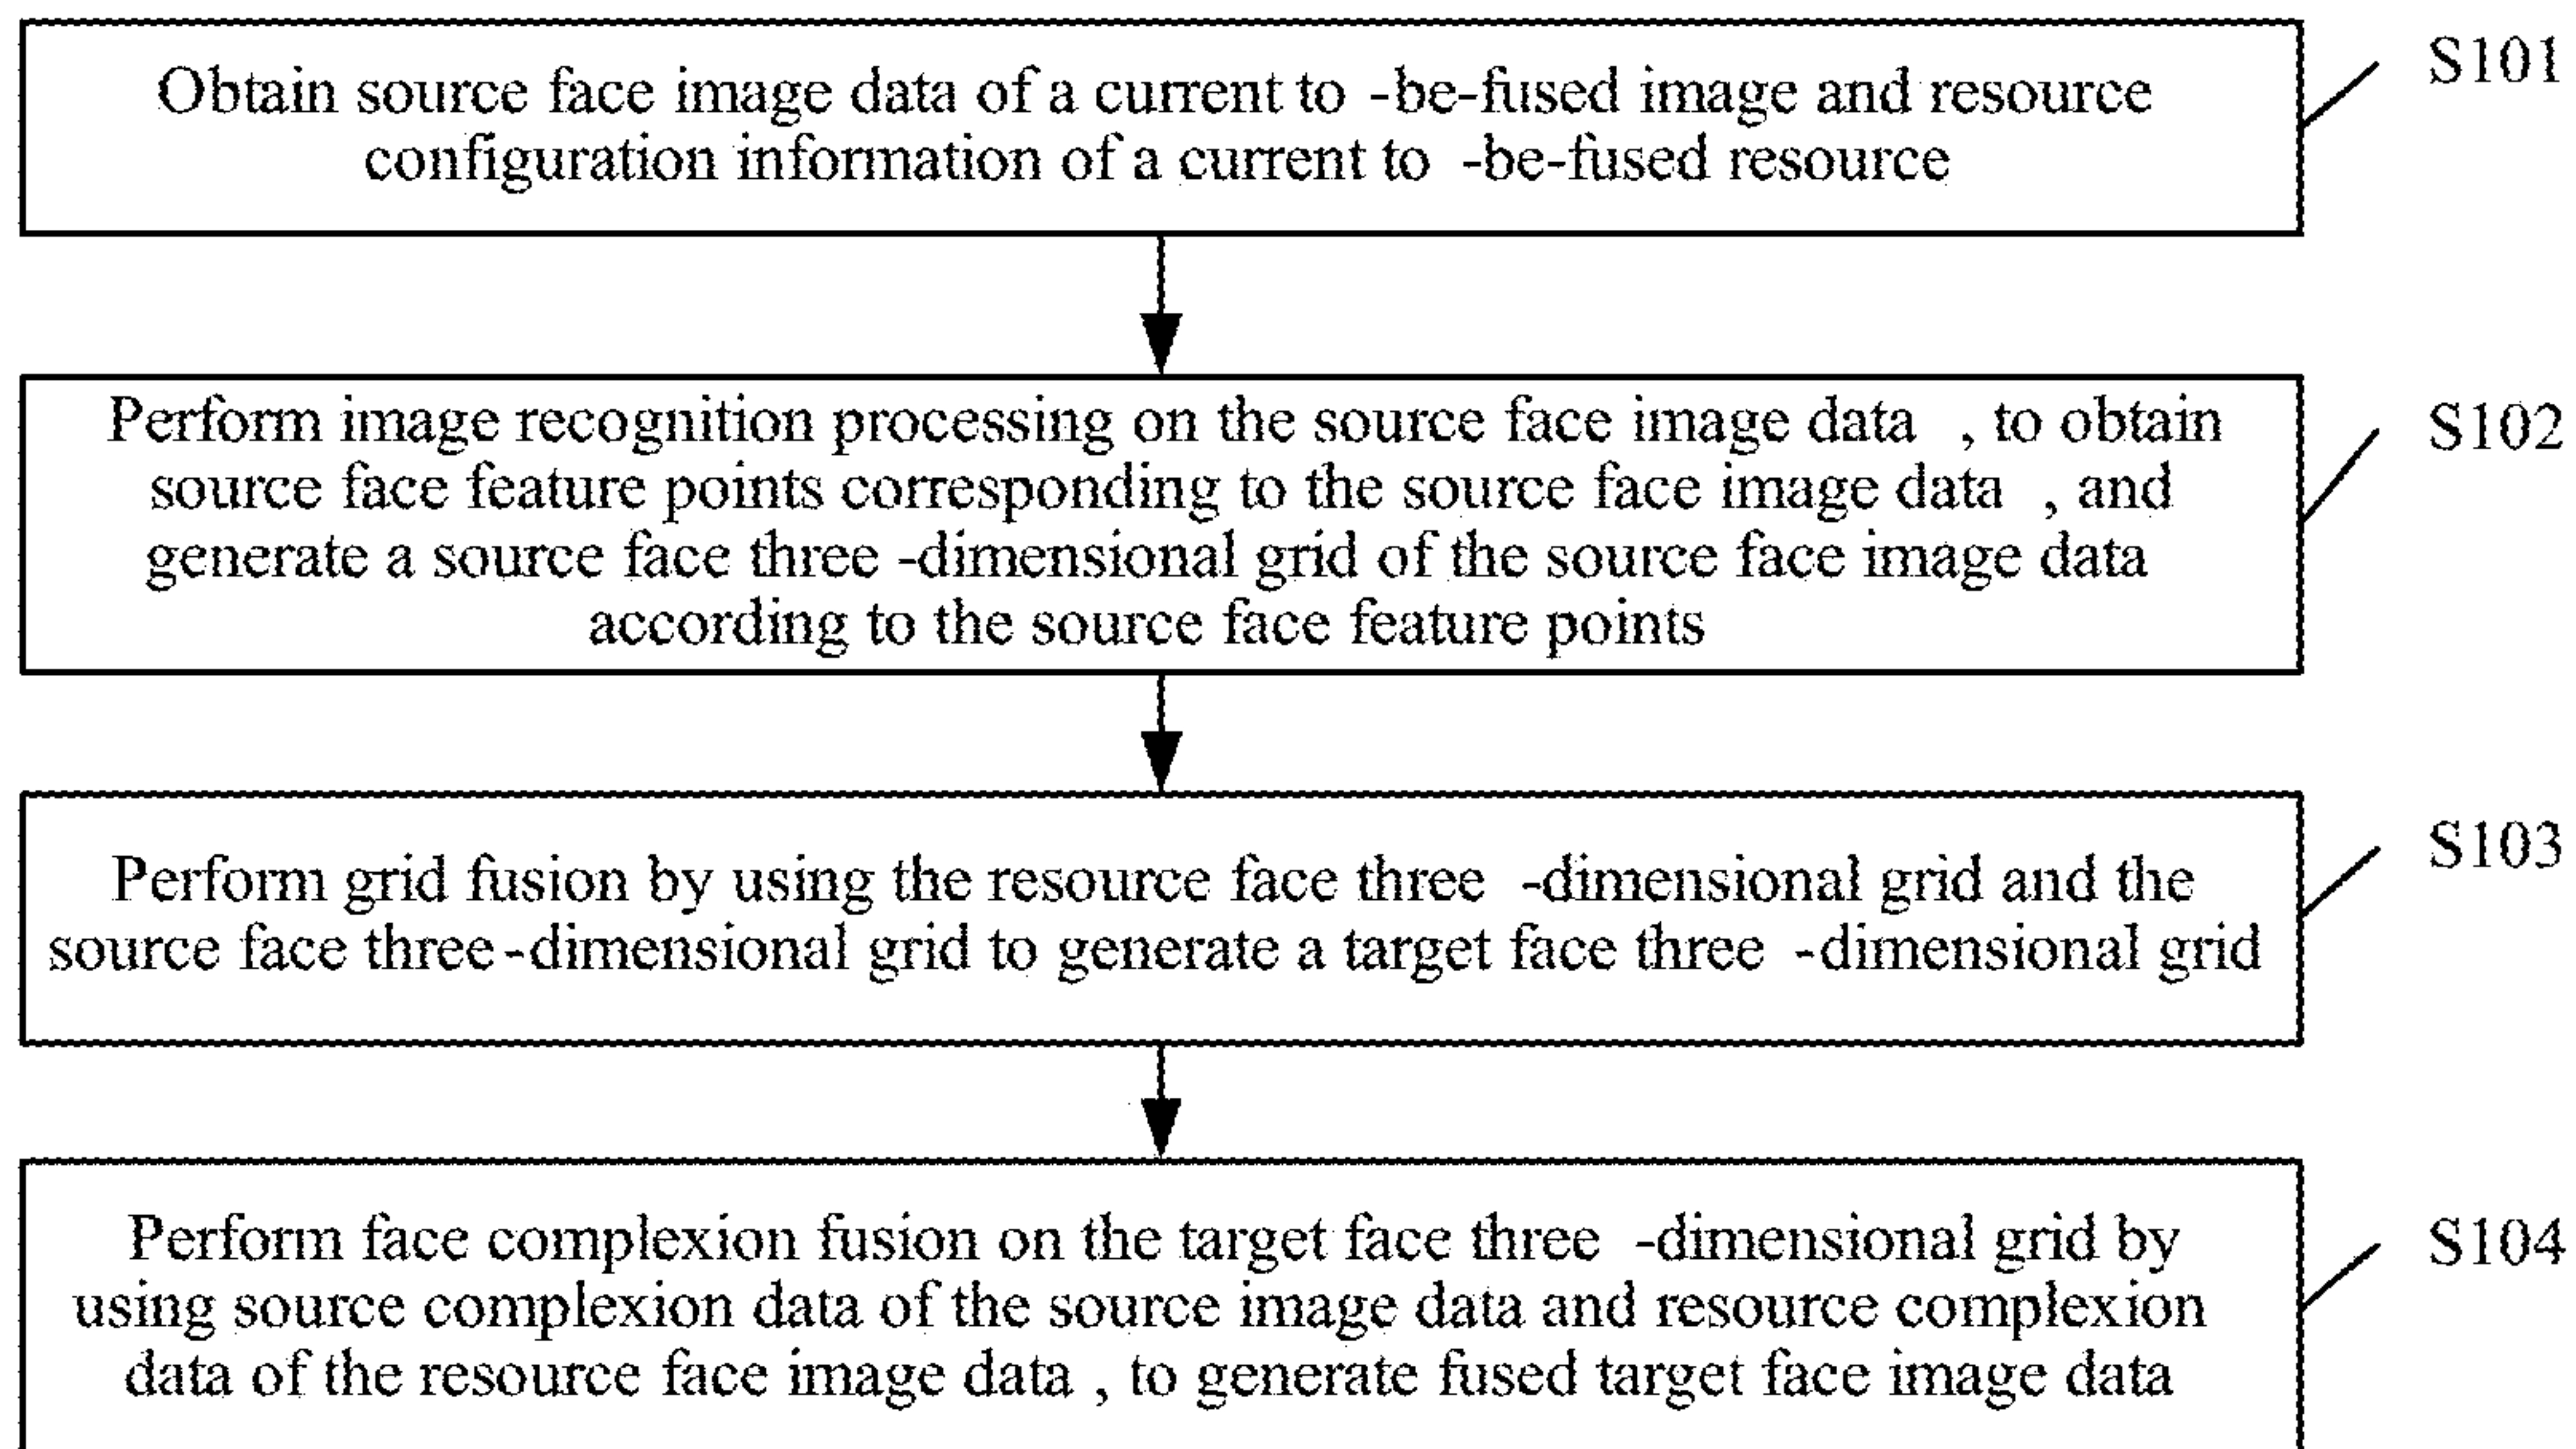 Obtain source face image data of a current to -be-fused image and resource
configuration information of a current to -be-fused resource
S101
Perform image recognition processing on the source face image data , to obtain
source face feature points corresponding to the source face image data , and
generate a source face three -dimensional grid of the source face image data
according to the source face feature points
S102
Perform grid fusion by using the resource face three -dimensional grid and the
source face three-dimensional grid to generate a target face three -dimensional grid
S103
Perform face complexion fusion on the target face three -dimensional grid by
using source complexion data of the source image data and resource complexion
data of the resource face image data , to generate fused target face image data
S104